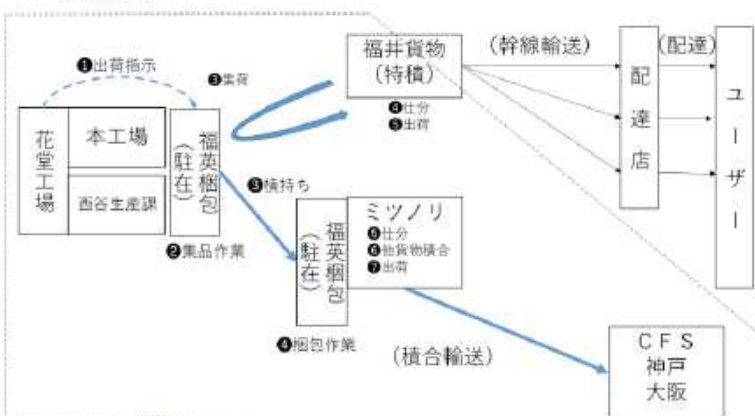 ❶出荷指示
❸集荷
福井貨物
(特積)
❹仕分
❺出荷
(幹線輸送)
(配達)
配達店
ユーザー
花堂工場
本工場
西谷生産課
福英梱包
(駐在)
❷集品作業
❸横持ち
福英梱包
(駐在)
ミツノリ
❺仕分
❻他貨物積合
❼出荷
❹梱包作業
(積合輸送)
CFS
神戸
大阪